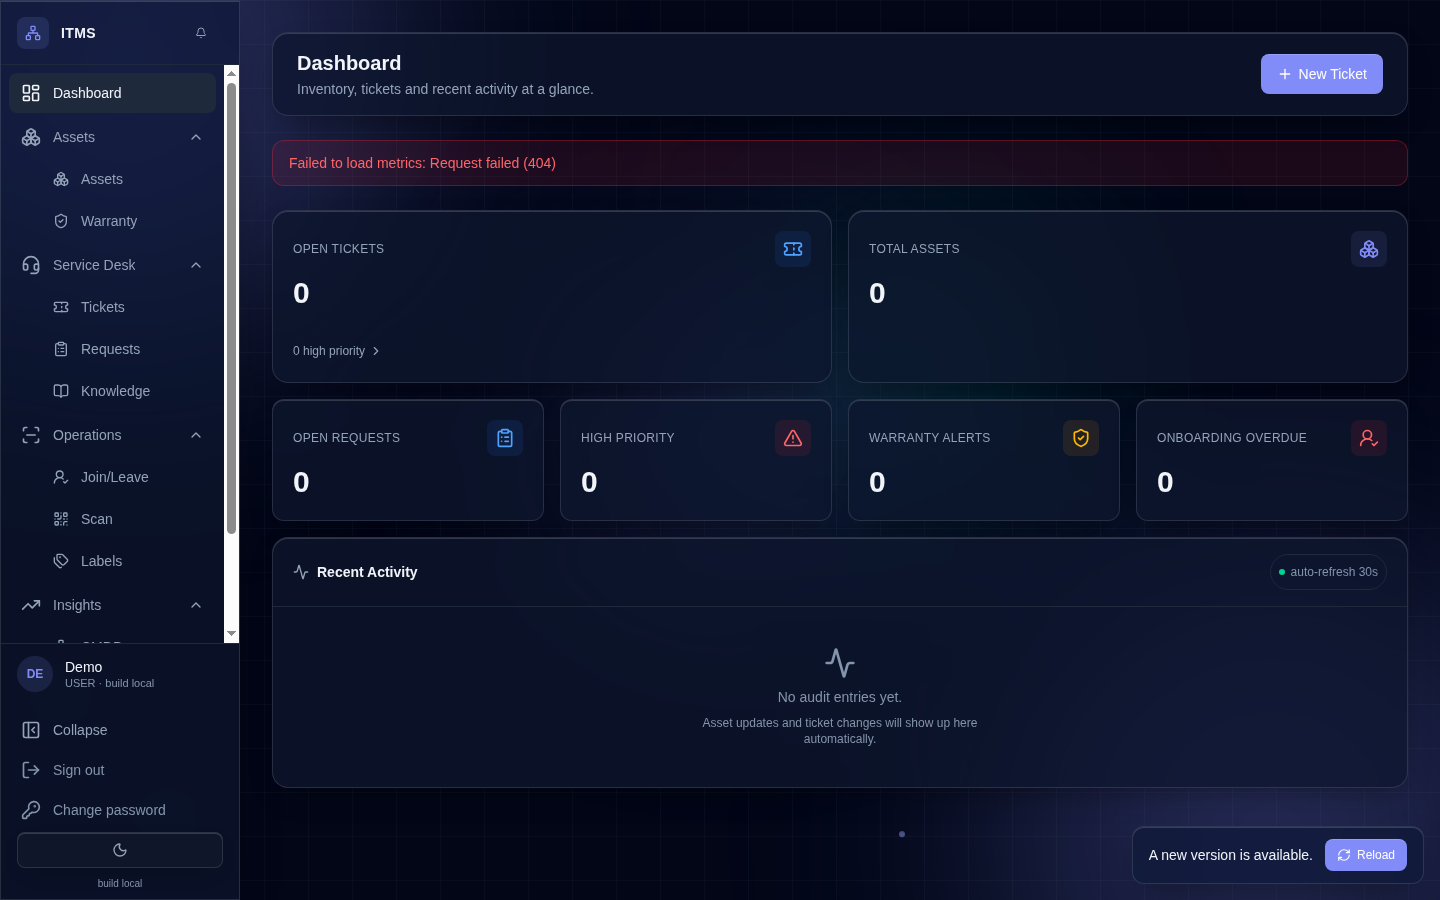 ITMS
Dashboard
Assets
Assets
Warranty
Service Desk
Tickets
Requests
Knowledge
Operations
Join/Leave
Scan
Labels
Insights
DE
Demo
USER · build local
Collapse
Sign out
Change password
build local
Dashboard
Inventory, tickets and recent activity at a glance.
New Ticket
Failed to load metrics: Request failed (404)
OPEN TICKETS
0
0 high priority
TOTAL ASSETS
0
OPEN REQUESTS
0
HIGH PRIORITY
0
WARRANTY ALERTS
0
ONBOARDING OVERDUE
0
Recent Activity
auto-refresh 30s
No audit entries yet.
Asset updates and ticket changes will show up here
automatically.
A new version is available.
Reload